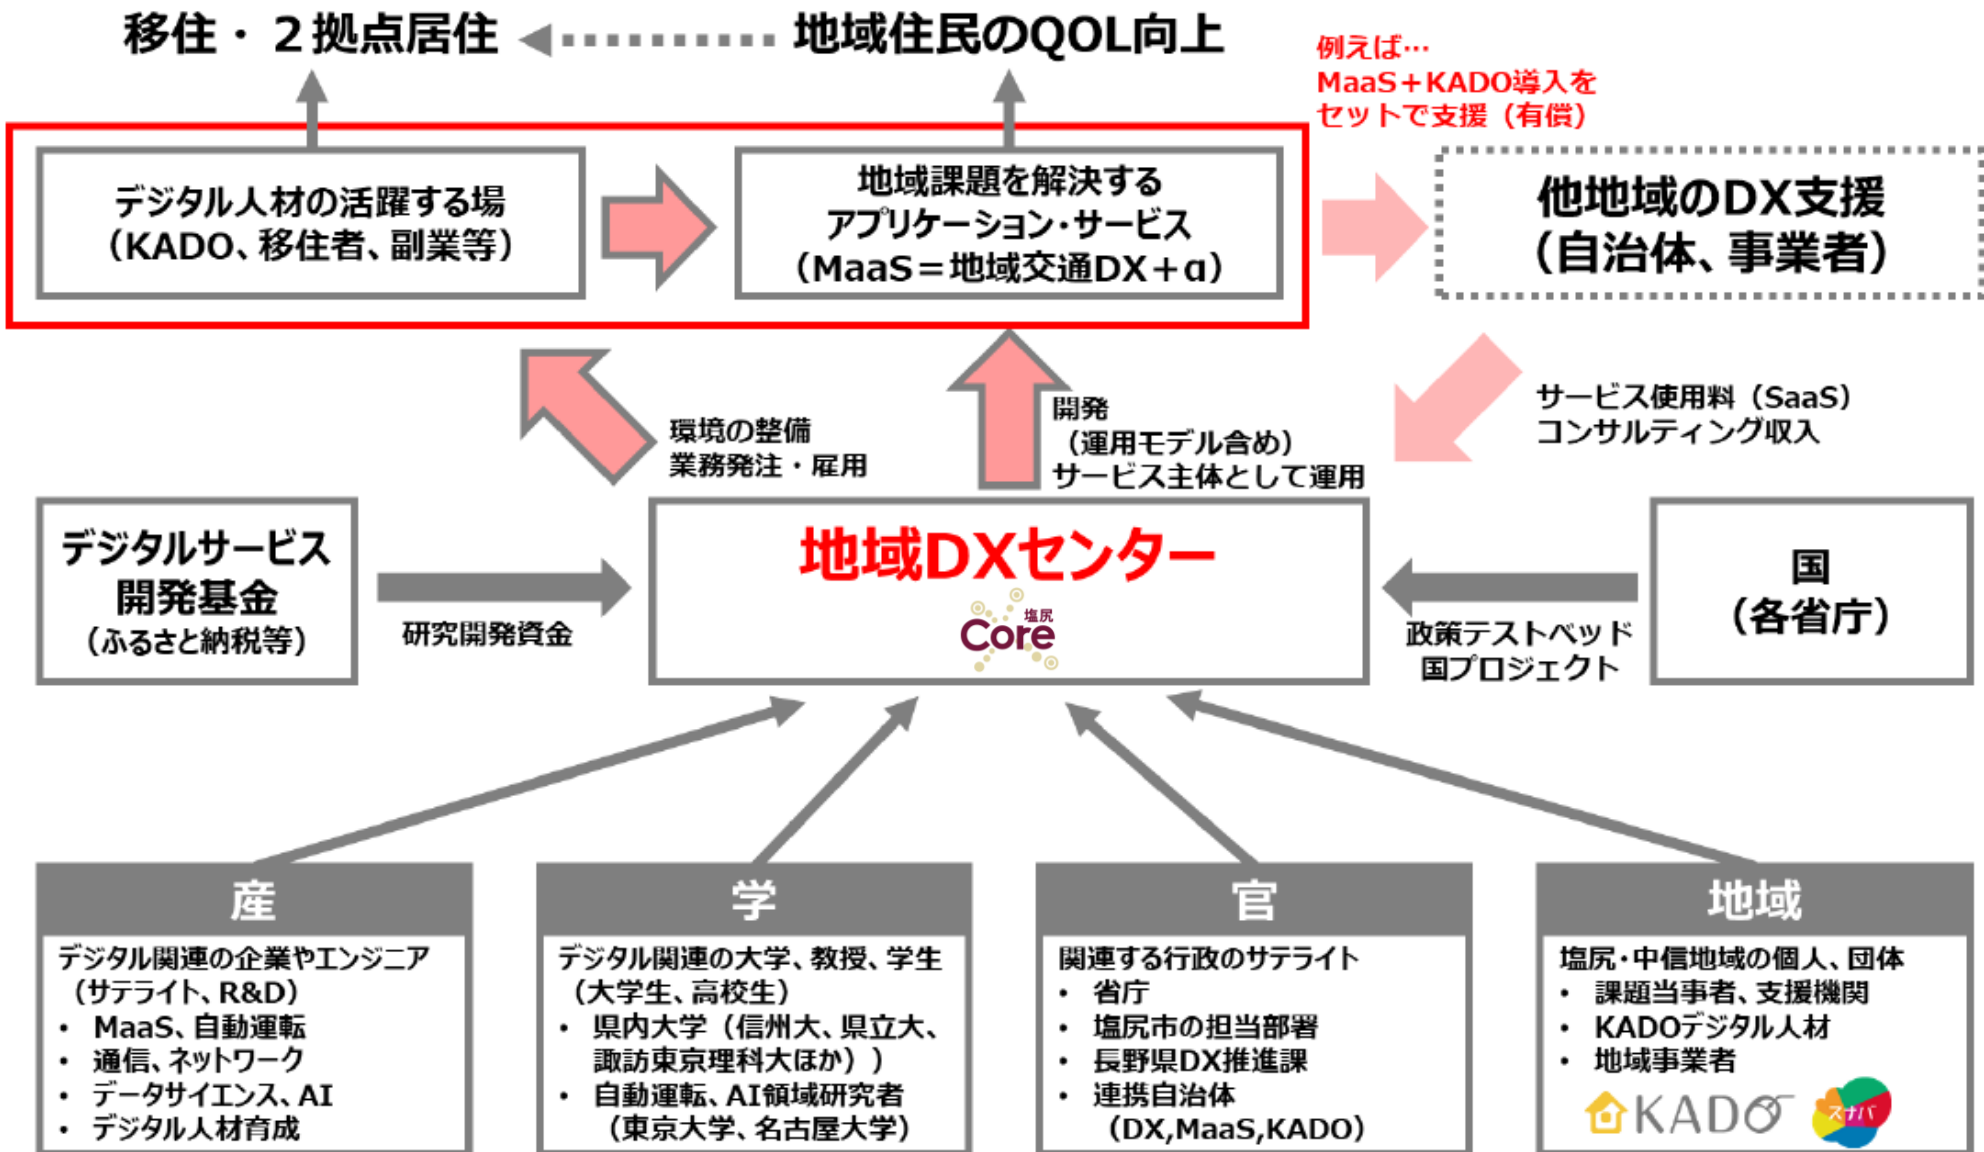 移住・２拠点居住
地域住民のQOL向上
例えば…
MaaS＋KADO導入を
セットで支援（有償）
デジタル人材の活躍する場
（KADO、移住者、副業等）
地域課題を解決する
アプリケーション・サービス
（MaaS＝地域交通DX＋α）
他地域のDX支援
（自治体、事業者）
環境の整備
業務発注・雇用
開発
（運用モデル含め）
サービス主体として運用
サービス使用料（SaaS）
コンサルティング収入
デジタルサービス
開発基金
（ふるさと納税等）
研究開発資金
地域DXセンター
塩尻
Core
政策テストベッド
国プロジェクト
国
（各省庁）
産
デジタル関連の企業やエンジニア
（サテライト、R&D）
• MaaS、自動運転
• 通信、ネットワーク
• データサイエンス、AI
• デジタル人材育成
学
デジタル関連の大学、教授、学生
（大学生、高校生）
• 県内大学（信州大、県立大、
諏訪東京理科大ほか））
• 自動運転、AI領域研究者
（東京大学、名古屋大学）
官
関連する行政のサテライト
• 省庁
• 塩尻市の担当部署
• 長野県DX推進課
• 連携自治体
（DX,MaaS,KADO）
地域
塩尻・中信地域の個人、団体
• 課題当事者、支援機関
• KADOデジタル人材
• 地域事業者
KADO
スナバ